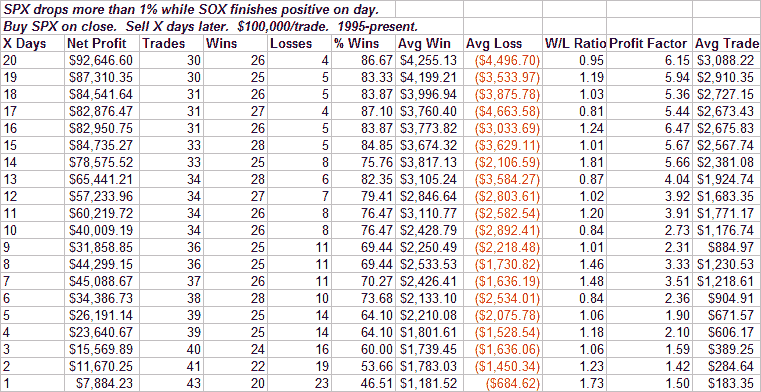 SPX drops more than 1% while SOX finishes positive on day.
Buy SPX on close. Sell X days later. $100,000/trade. 1995-present.
X Days Net Profit Trades Wins Losses % Wins Avg Win Avg Loss W/L Ratio Profit Factor Avg Trade
20 $92,646.60 30 26 4 86.67 $4,255.13 ($4,496.70) 0.95 6.15 $3,088.22
19 $87,310.35 30 25 5 83.33 $4,199.21 ($3,533.97) 1.19 5.94 $2,910.35
18 $84,541.64 31 26 5 83.87 $3,996.94 ($3,875.78) 1.03 5.36 $2,727.15
17 $82,876.47 31 27 4 87.10 $3,760.40 ($4,663.58) 0.81 5.44 $2,673.43
16 $82,950.75 31 26 5 83.87 $3,773.82 ($3,033.69) 1.24 6.47 $2,675.83
15 $84,735.27 33 28 5 84.85 $3,674.32 ($3,629.11) 1.01 5.67 $2,567.74
14 $78,575.52 33 25 8 75.76 $3,817.13 ($2,106.59) 1.81 5.66 $2,381.08
13 $65,441.21 34 28 6 82.35 $3,105.24 ($3,584.27) 0.87 4.04 $1,924.74
12 $57,233.96 34 27 7 79.41 $2,846.64 ($2,803.61) 1.02 3.92 $1,683.35
11 $60,219.72 34 26 8 76.47 $3,110.77 ($2,582.54) 1.20 3.91 $1,771.17
10 $40,009.19 34 26 8 76.47 $2,428.79 ($2,892.41) 0.84 2.73 $1,176.74
9 $31,858.85 36 25 11 69.44 $2,250.49 ($2,218.48) 1.01 2.31 $884.97
8 $44,299.15 36 25 11 69.44 $2,533.53 ($1,730.82) 1.46 3.33 $1,230.53
7 $45,088.67 37 26 11 70.27 $2,426.41 ($1,636.19) 1.48 3.51 $1,218.61
6 $34,386.73 38 28 10 73.68 $2,133.10 ($2,534.01) 0.84 2.36 $904.91
5 $26,191.14 39 25 14 64.10 $2,210.08 ($2,075.78) 1.06 1.90 $671.57
4 $23,640.67 39 25 14 64.10 $1,801.61 ($1,528.54) 1.18 2.10 $606.17
3 $15,569.89 40 24 16 60.00 $1,739.45 ($1,636.06) 1.06 1.59 $389.25
2 $11,670.25 41 22 19 53.66 $1,783.03 ($1,450.34) 1.23 1.42 $284.64
1 $7,884.23 43 20 23 46.51 $1,181.52 ($684.62) 1.73 1.50 $183.35